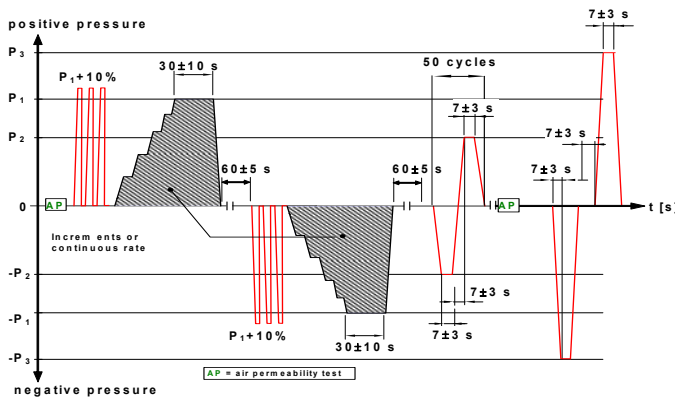 positive pressure
7±3 s
P3
30±10 s
50 cycles
P1+10%
P1
7±3 s
P2
7±3 s
60±5 s
60±5 s
7±3 s
0
AP
AP
t [s]
Increm ents or
continuous rate
-P2
7±3 s
-P1
P1+10%
7±3 s
30±10 s
-P3
AP = air permeability test
negative pressure